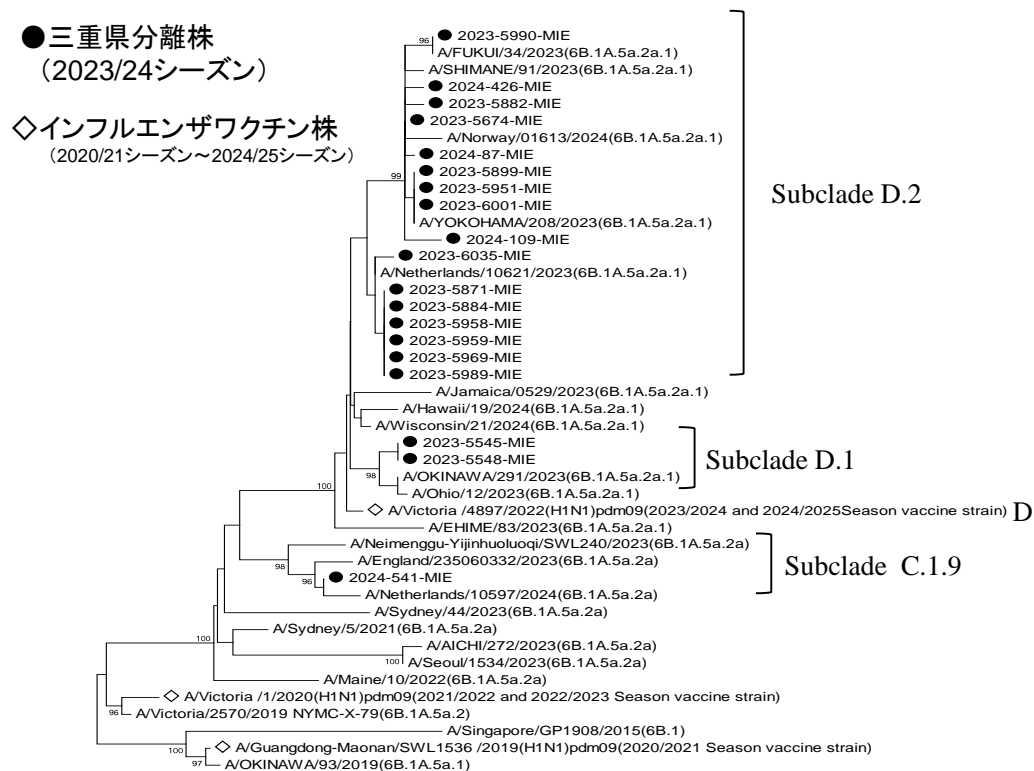 ●三重県分離株
（2023/24シーズン）
◇インフルエンザワクチン株
（2020/21シーズン～2024/25シーズン）
96
2023-5990-MIE
A/FUKUI/34/2023(6B.1A.5a.2a.1)
A/SHIMANE/91/2023(6B.1A.5a.2a.1)
2024-426-MIE
2023-5882-MIE
2023-5674-MIE
A/Norway/01613/2024(6B.1A.5a.2a.1)
2024-87-MIE
99
2023-5899-MIE
2023-5951-MIE
2023-6001-MIE
A/YOKOHAMA/208/2023(6B.1A.5a.2a.1)
2024-109-MIE
Subclade D.2
2023-6035-MIE
A/Netherlands/10621/2023(6B.1A.5a.2a.1)
2023-5871-MIE
2023-5884-MIE
2023-5958-MIE
2023-5959-MIE
2023-5969-MIE
2023-5989-MIE
A/Jamaica/0529/2023(6B.1A.5a.2a.1)
A/Hawaii/19/2024(6B.1A.5a.2a.1)
A/Wisconsin/21/2024(6B.1A.5a.2a.1)
2023-5545-MIE
2023-5548-MIE
Subclade D.1
98
A/OKINAWA/291/2023(6B.1A.5a.2a.1)
A/Ohio/12/2023(6B.1A.5a.2a.1)
100
◇ A/Victoria /4897/2022(H1N1)pdm09(2023/2024 and 2024/2025Season vaccine strain) D
A/EHIME/83/2023(6B.1A.5a.2a.1)
A/Neimenggu-Yijinhuoluoqi/SWL240/2023(6B.1A.5a.2a)
98
A/England/235060332/2023(6B.1A.5a.2a)
Subclade C.1.9
96
2024-541-MIE
A/Netherlands/10597/2024(6B.1A.5a.2a)
A/Sydney/44/2023(6B.1A.5a.2a)
A/Sydney/5/2021(6B.1A.5a.2a)
100
A/AICHI/272/2023(6B.1A.5a.2a)
100
A/Seoul/1534/2023(6B.1A.5a.2a)
A/Maine/10/2022(6B.1A.5a.2a)
◇ A/Victoria /1/2020(H1N1)pdm09(2021/2022 and 2022/2023 Season vaccine strain)
96
A/Victoria/2570/2019 NYMC-X-79(6B.1A.5a.2)
A/Singapore/GP1908/2015(6B.1)
100
◇ A/Guangdong-Maonan/SWL1536 /2019(H1N1)pdm09(2020/2021 Season vaccine strain)
97
A/OKINAWA/93/2019(6B.1A.5a.1)